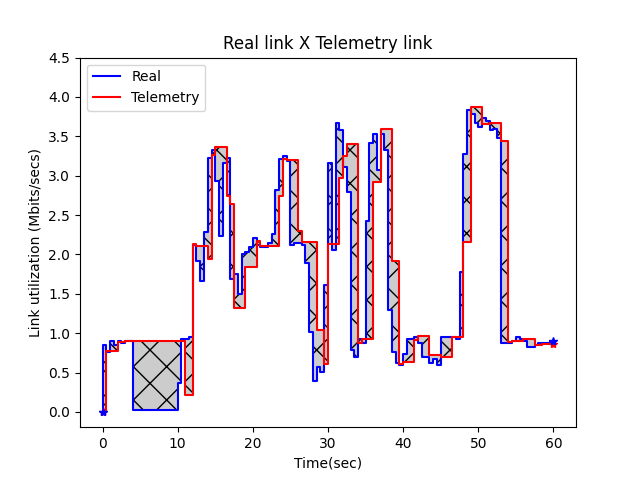 Real link X Telemetry link
Real
Telemetry
Link utilization (Mbits/secs)
4.5
4.0
3.5
3.0
2.5
2.0
1.5
1.0
0.5
0.0
0 10 20 30 40 50 60
Time(sec)